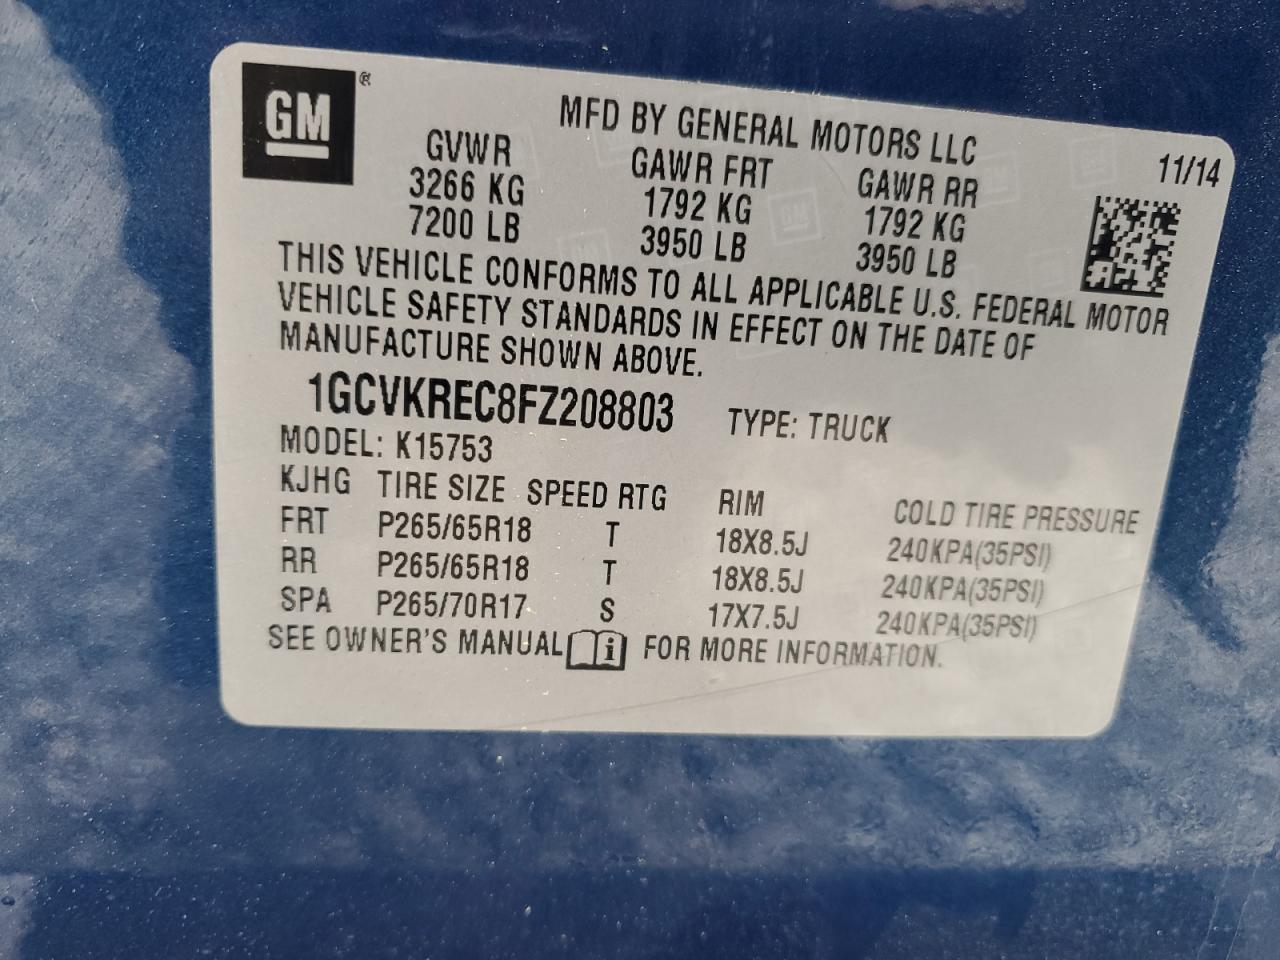 GM®
MFD BY GENERAL MOTORS LLC
11/14
GVWR GAWR FRT GAWR RR
3266 KG 1792 KG 1792 KG
7200 LB 3950 LB 3950 LB
THIS VEHICLE CONFORMS TO ALL APPLICABLE U.S. FEDERAL MOTOR
VEHICLE SAFETY STANDARDS IN EFFECT ON THE DATE OF
MANUFACTURE SHOWN ABOVE.
1GCVKREC8FZ208803 TYPE: TRUCK
MODEL: K15753
KJHG TIRE SIZE SPEED RTG RIM COLD TIRE PRESSURE
FRT P265/65R18 T 18X8.5J 240KPA(35PSI)
RR P265/65R18 T 18X8.5J 240KPA(35PSI)
SPA P265/70R17 S 17X7.5J 240KPA(35PSI)
SEE OWNER'S MANUAL i FOR MORE INFORMATION.